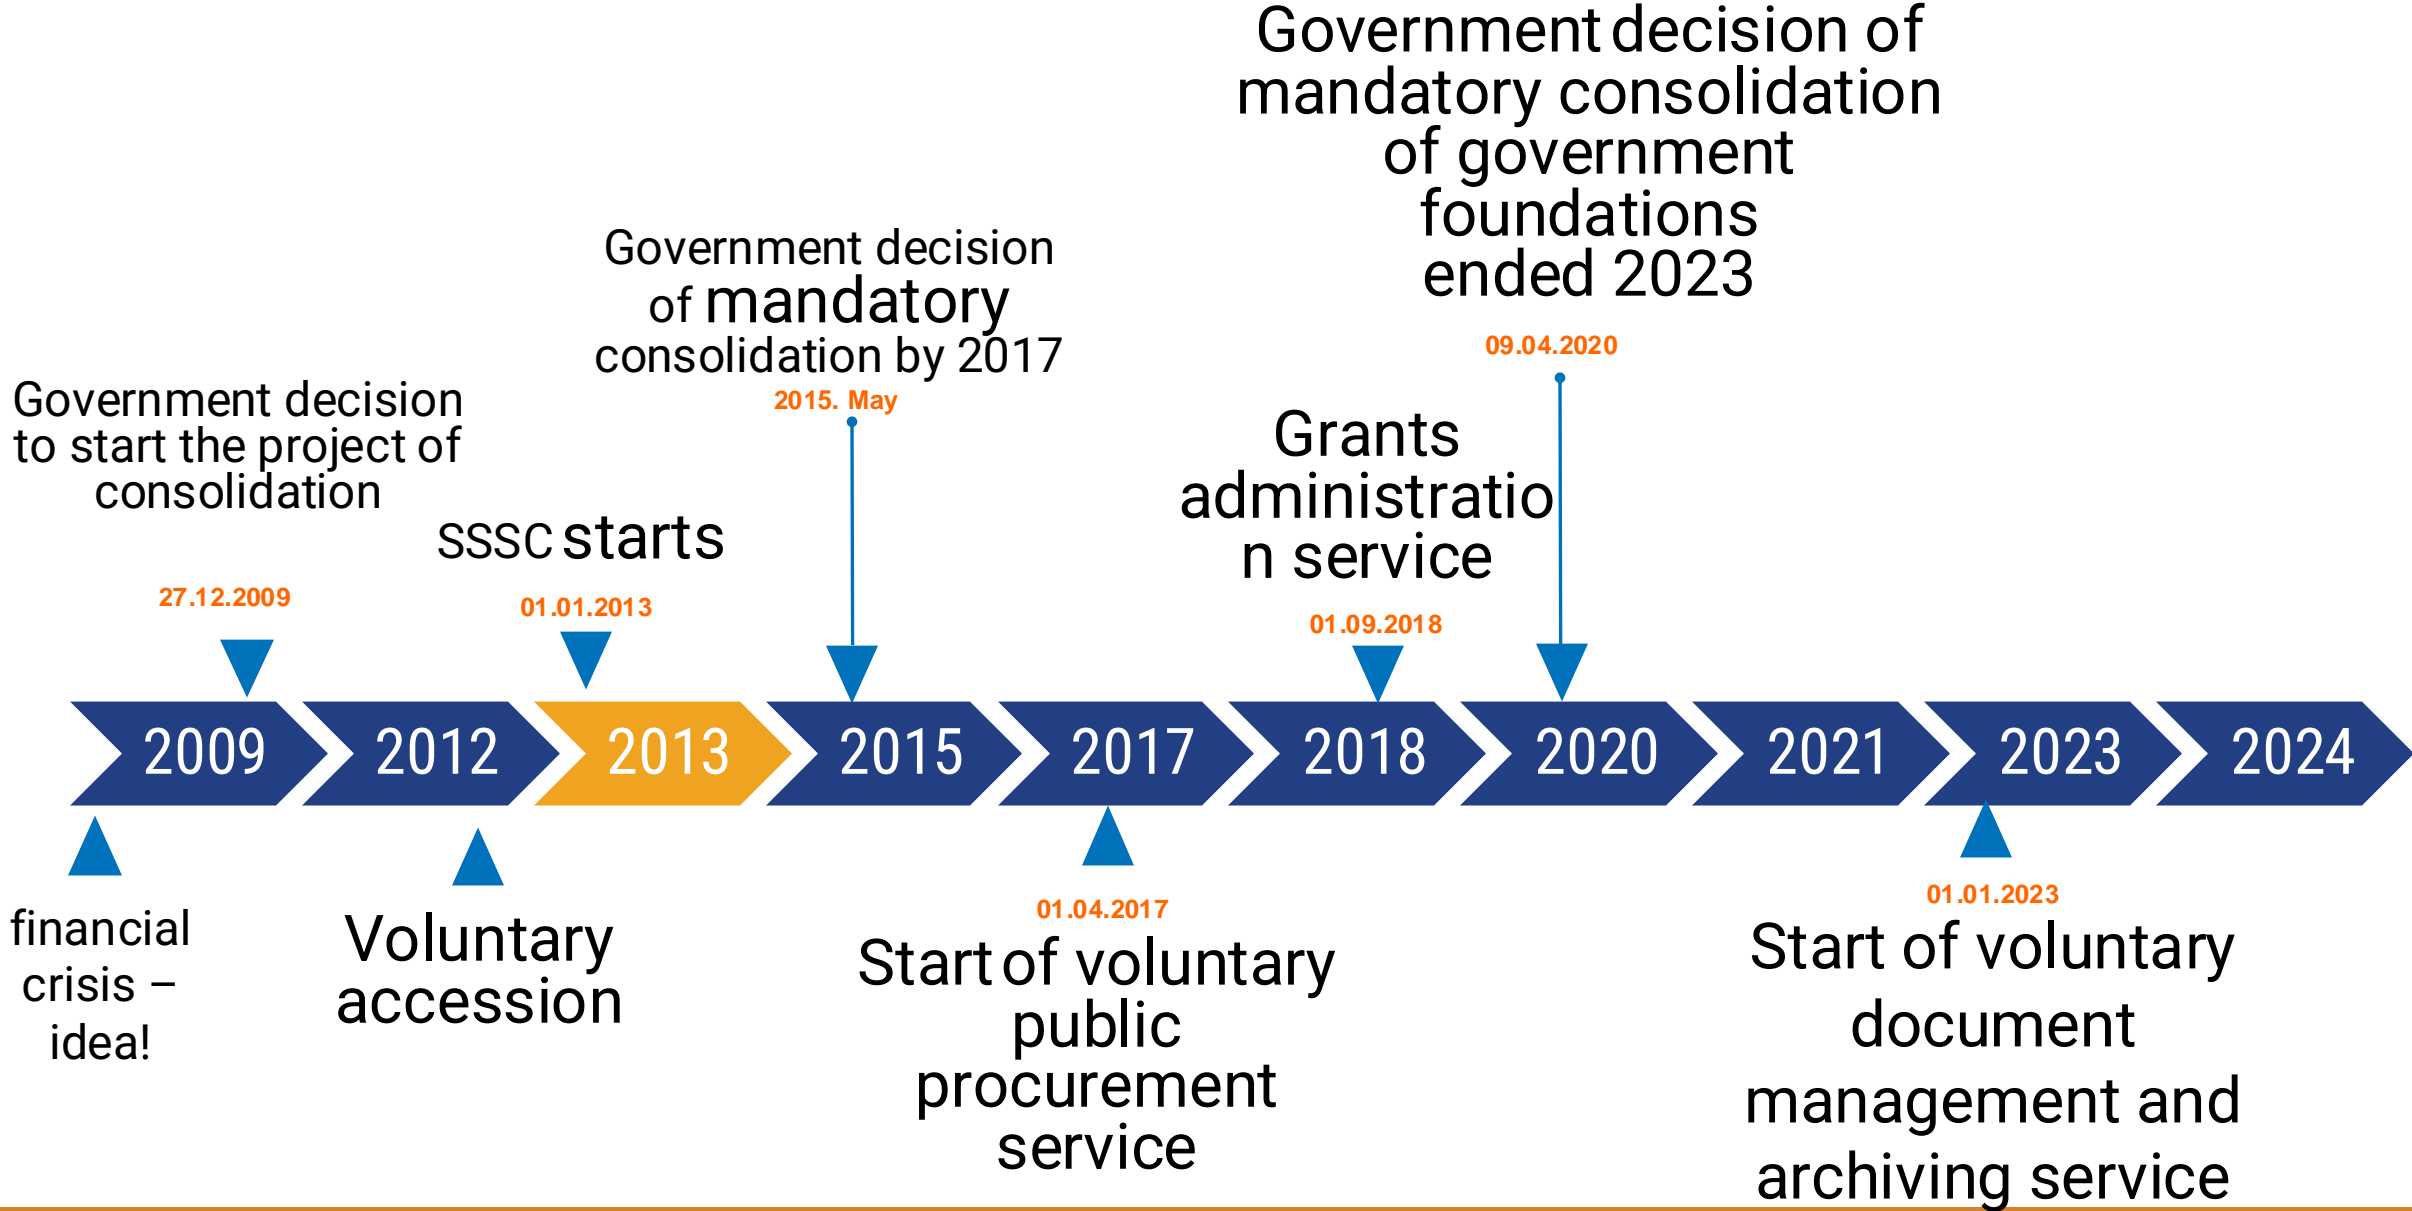 Government decision of
mandatory consolidation
of government
foundations
ended 2023
09.04.2020
Government decision
of mandatory
consolidation by 2017
2015. May
Government decision
to start the project of
consolidation
27.12.2009
SSSC starts
01.01.2013
Grants
administratio
n service
01.09.2018
2009
2012
2013
2015
2017
2018
2020
2021
2023
2024
financial
crisis –
idea!
Voluntary
accession
01.04.2017
Start of voluntary
public
procurement
service
01.01.2023
Start of voluntary
document
management and
archiving service